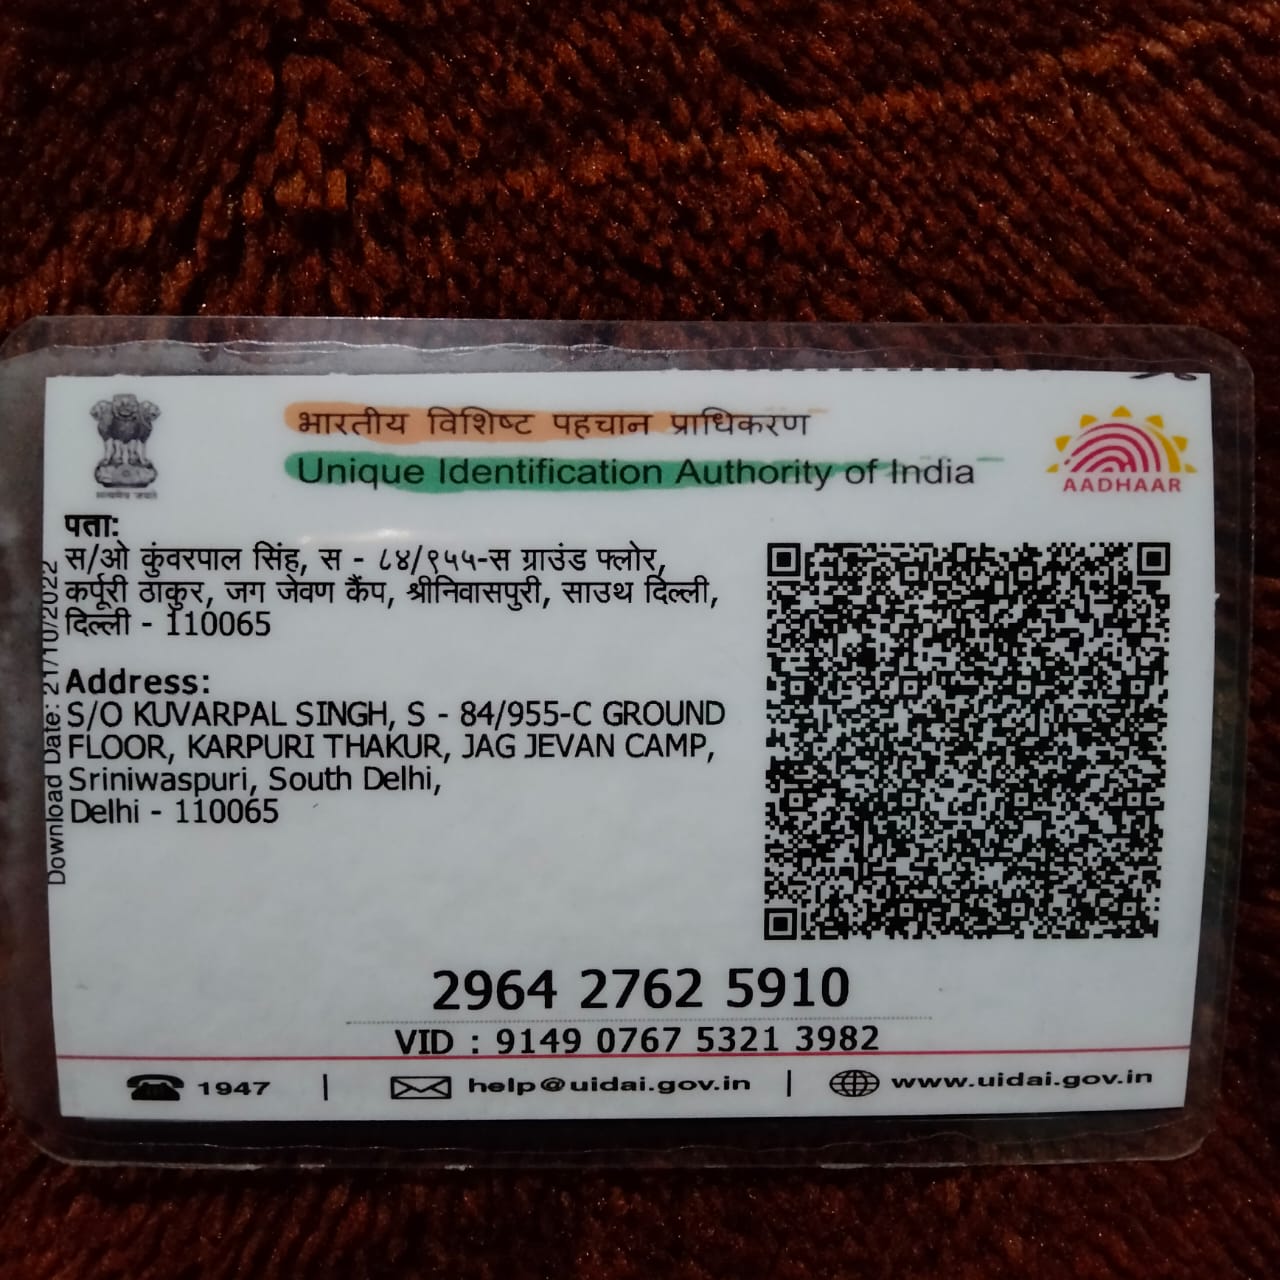 भारतीय विशिष्ट पहचान प्राधिकरण
Unique Identification Authority of India
सत्यमेव जयते
AADHAAR
पता:
स/ओ कुंवरपाल सिंह, स - ८४/९५५-स ग्राउंड फ्लोर,
कर्पूरी ठाकुर, जग जेवण कैंप, श्रीनिवासपुरी, साउथ दिल्ली,
दिल्ली - 110065
Address:
S/O KUVARPAL SINGH, S - 84/955-C GROUND
FLOOR, KARPURI THAKUR, JAG JEVAN CAMP,
Sriniwaspuri, South Delhi,
Delhi - 110065
Download Date: 21/10/2022
2964 2762 5910
VID : 9149 0767 5321 3982
1947 | help@uidai.gov.in | www.uidai.gov.in